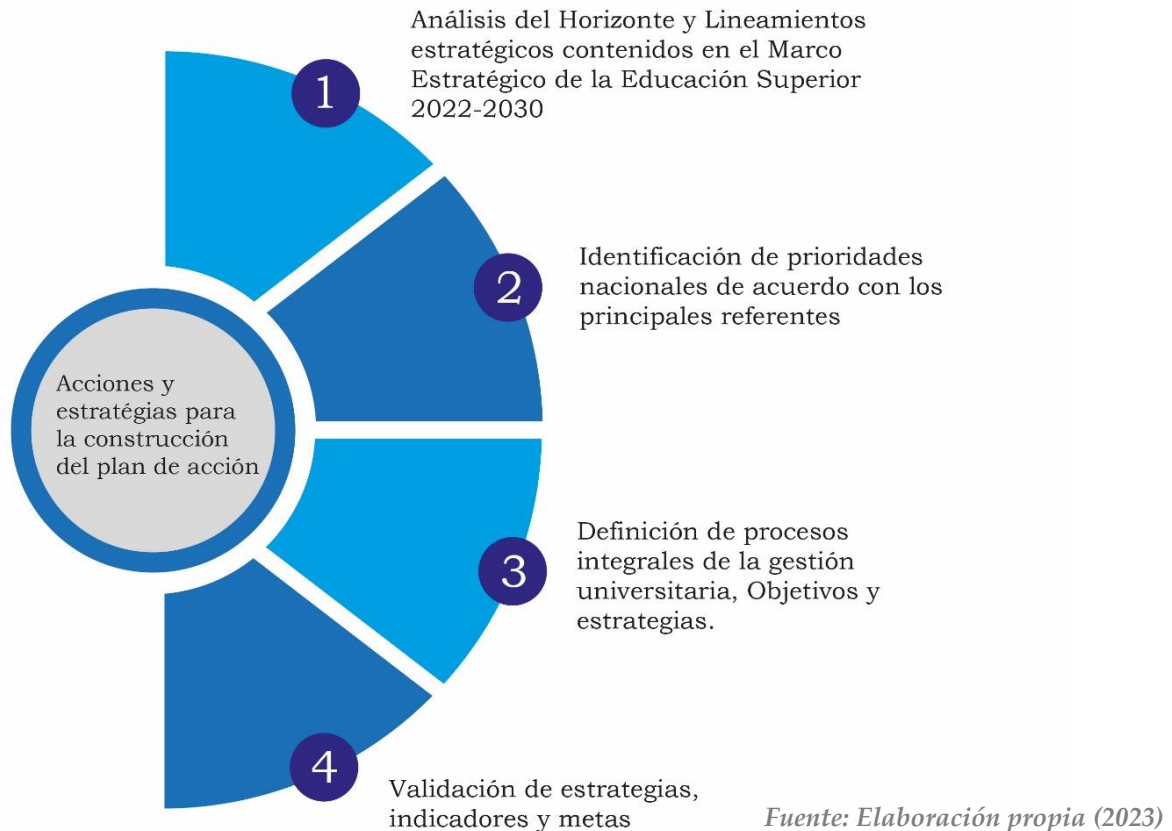 Análisis del Horizonte y Lineamientos
estratégicos contenidos en el Marco
Estratégico de la Educación Superior
2022-2030
1
2
Identificación de prioridades
nacionales de acuerdo con los
principales referentes
Acciones y
estratégias para
la construcción
del plan de acción
3
Definición de procesos
integrales de la gestión
universitaria, Objetivos y
estrategias.
4
Validación de estrategias,
indicadores y metas
Fuente: Elaboración propia (2023)